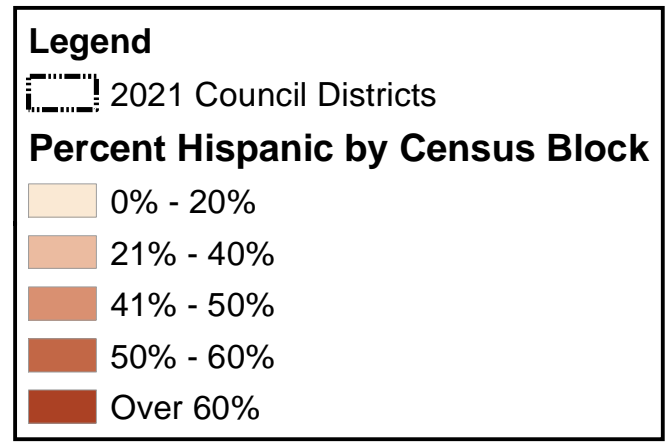 Legend
2021 Council Districts
Percent Hispanic by Census Block
0% - 20%
21% - 40%
41% - 50%
50% - 60%
Over 60%